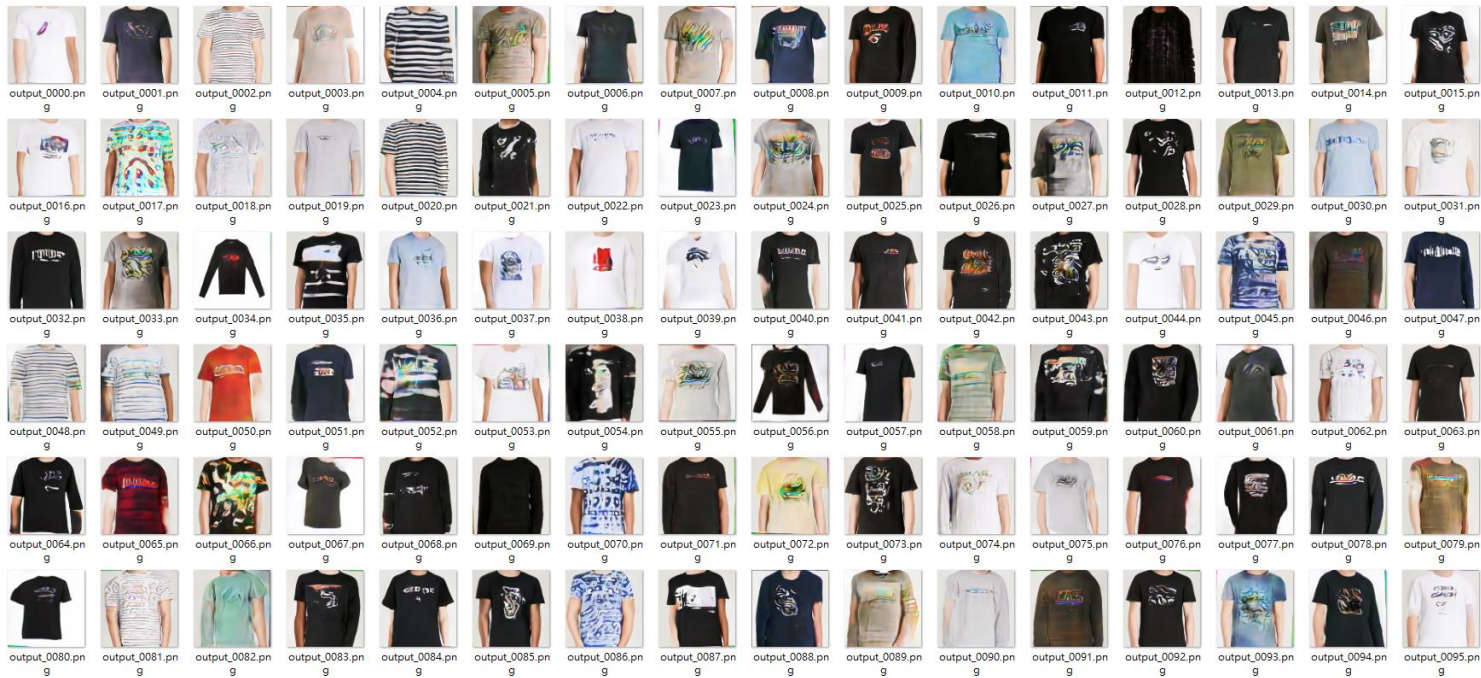 output_0000.pn output_0001.pn output_0002.pn output_0003.pn output_0004.pn output_0005.pn output_0006.pn output_0007.pn output_0008.pn output_0009.pn output_0010.pn output_0011.pn output_0012.pn output_0013.pn output_0014.pn output_0015.pn
g g g g g g g g g g g g g g g g
output_0016.pn output_0017.pn output_0018.pn output_0019.pn output_0020.pn output_0021.pn output_0022.pn output_0023.pn output_0024.pn output_0025.pn output_0026.pn output_0027.pn output_0028.pn output_0029.pn output_0030.pn output_0031.pn
g g g g g g g g g g g g g g g g
output_0032.pn output_0033.pn output_0034.pn output_0035.pn output_0036.pn output_0037.pn output_0038.pn output_0039.pn output_0040.pn output_0041.pn output_0042.pn output_0043.pn output_0044.pn output_0045.pn output_0046.pn output_0047.pn
g g g g g g g g g g g g g g g g
output_0048.pn output_0049.pn output_0050.pn output_0051.pn output_0052.pn output_0053.pn output_0054.pn output_0055.pn output_0056.pn output_0057.pn output_0058.pn output_0059.pn output_0060.pn output_0061.pn output_0062.pn output_0063.pn
g g g g g g g g g g g g g g g g
output_0064.pn output_0065.pn output_0066.pn output_0067.pn output_0068.pn output_0069.pn output_0070.pn output_0071.pn output_0072.pn output_0073.pn output_0074.pn output_0075.pn output_0076.pn output_0077.pn output_0078.pn output_0079.pn
g g g g g g g g g g g g g g g g
output_0080.pn output_0081.pn output_0082.pn output_0083.pn output_0084.pn output_0085.pn output_0086.pn output_0087.pn output_0088.pn output_0089.pn output_0090.pn output_0091.pn output_0092.pn output_0093.pn output_0094.pn output_0095.pn
g g g g g g g g g g g g g g g g